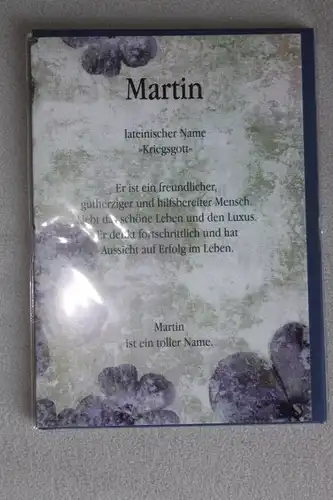 Martin
lateinischer Name
»Kriegsgott«
Er ist ein freundlicher,
gutherziger und hilfsbereiter Mensch.
liebt das schöne Leben und den Luxus.
Er denkt fortschrittlich und hat
Aussicht auf Erfolg im Leben.
Martin
ist ein toller Name.